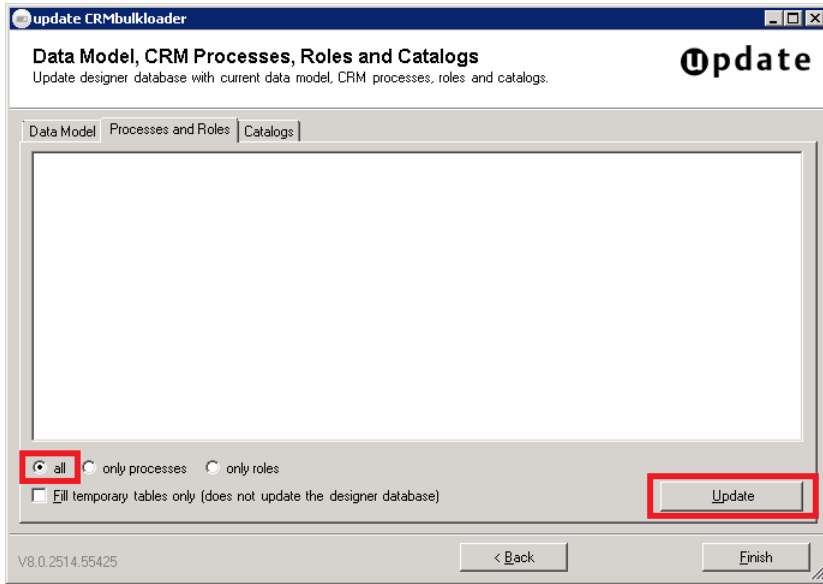 update CRMbulkloader
Data Model, CRM Processes, Roles and Catalogs
Update designer database with current data model, CRM processes, roles and catalogs.
update
Data Model Processes and Roles Catalogs
all only processes only roles
Fill temporary tables only (does not update the designer database)
Update
V8.0.2514.55425
< Back Finish